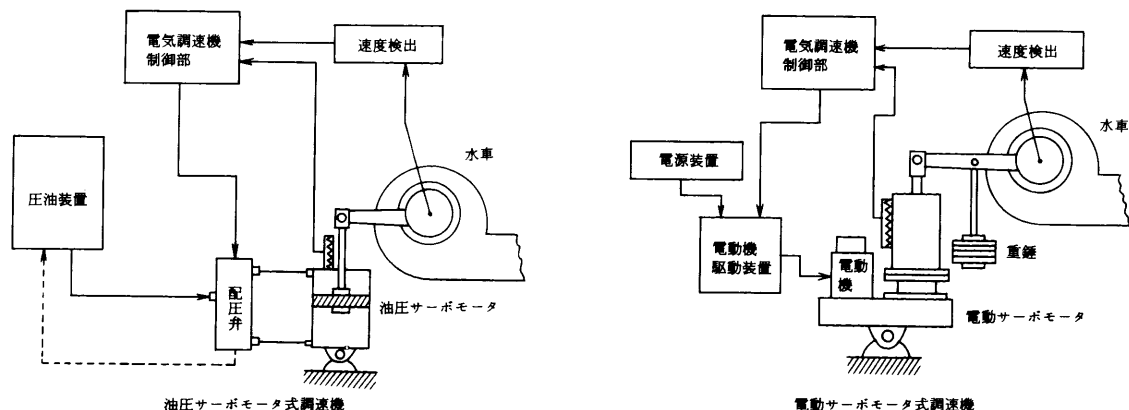 電気調速機
制御部
速度検出
水車
圧油装置
配圧弁
油圧サーボモータ
油圧サーボモータ式調速機
電気調速機
制御部
速度検出
水車
電源装置
電動機
駆動装置
電動
機
重錘
電動サーボモータ
電動サーボモータ式調速機